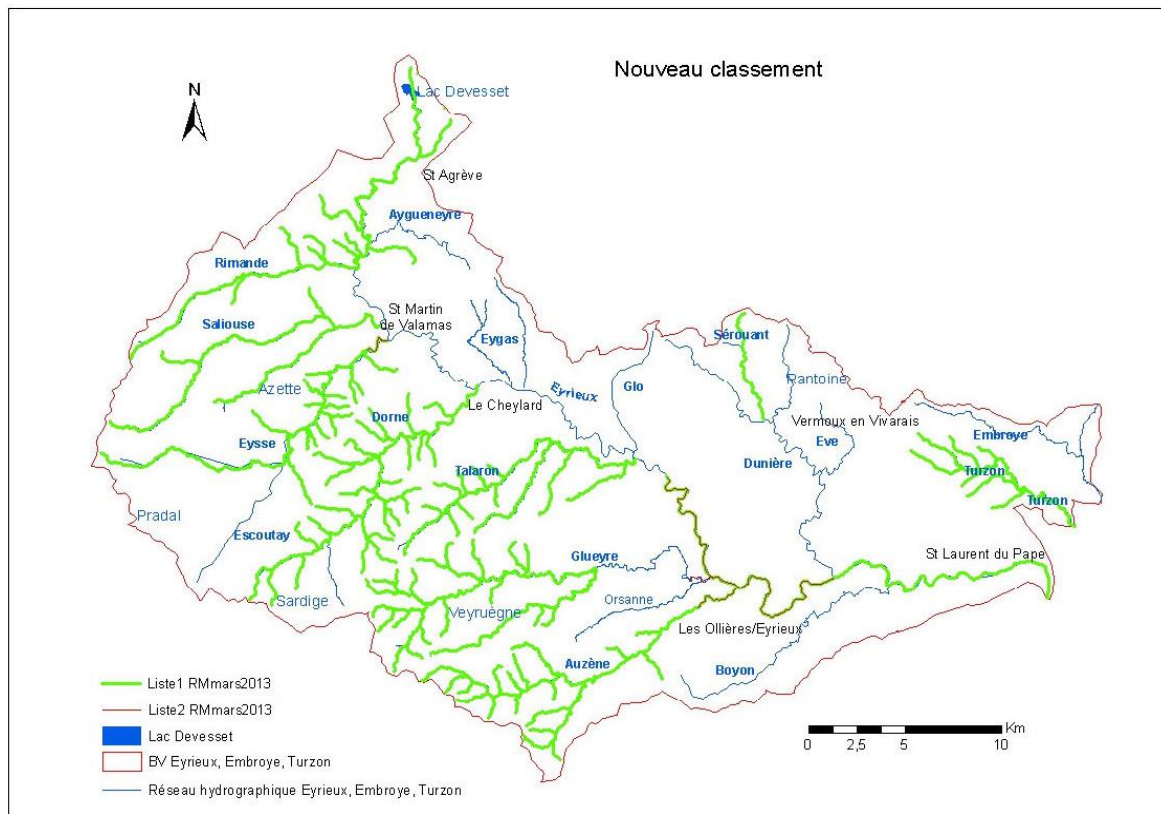 Nouveau classement
N
Lac Devesset
St Agrève
Aygueneyre
Rimande
St Martin
de Valamas
Saliouse
Eygas
Sérouant
Rantoine
Azette
Eyrieux
Glo
Le Cheylard
Dorne
Vernoux en Vivarais
Eve
Embroye
Eysse
Talaron
Dunière
Turzon
Turzon
Pradal
Escoutay
Glueyre
St Laurent du Pape
Sardige
Veyruègne
Orsanne
Les Ollières/Eyrieux
Auzène
Boyon
Liste1 RMmars2013
Liste2 RMmars2013
Lac Devesset
BV Eyrieux, Embroye, Turzon
Réseau hydrographique Eyrieux, Embroye, Turzon
Km
0 2,5 5 10